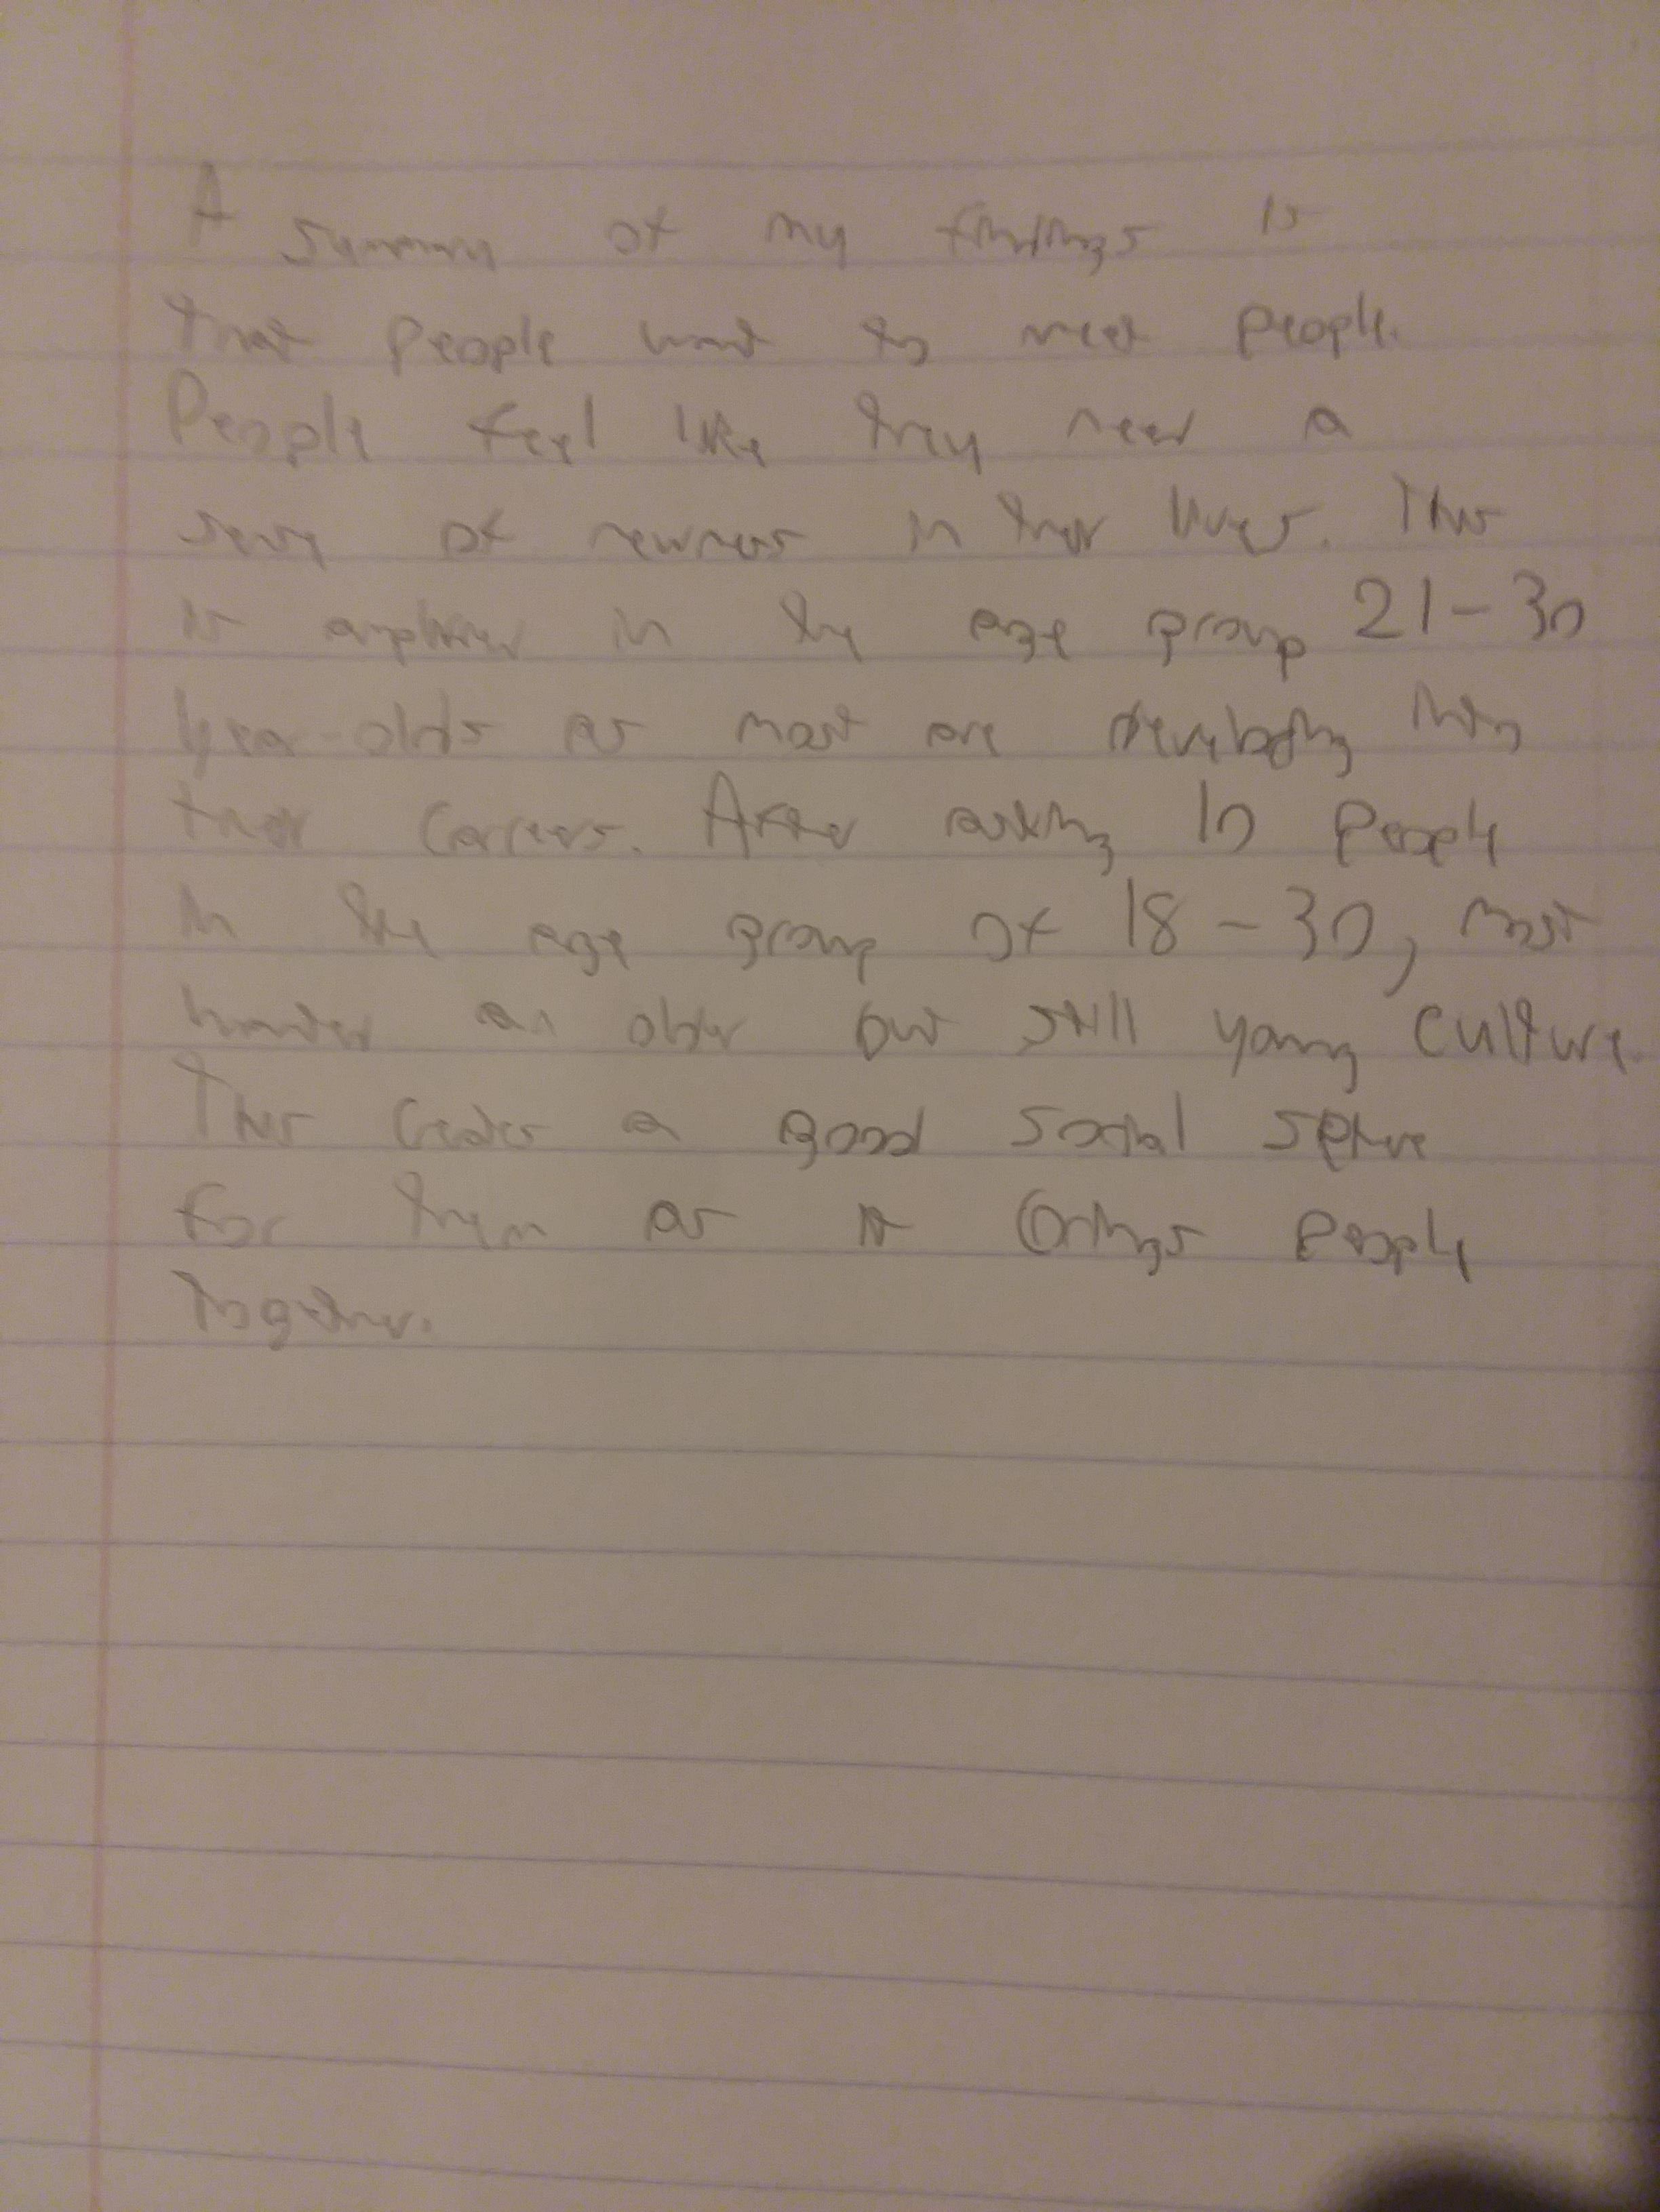 A summary of my findings is
that people want to meet people.
People feel like they need a
sense of newness in their lives. This
is amplified in the age group 21-30
year-olds as most are developing into
their careers. After asking 10 people
in the age group of 18-30, most
wanted an older but still young culture.
This creates a good social
for them as it brings people
together.